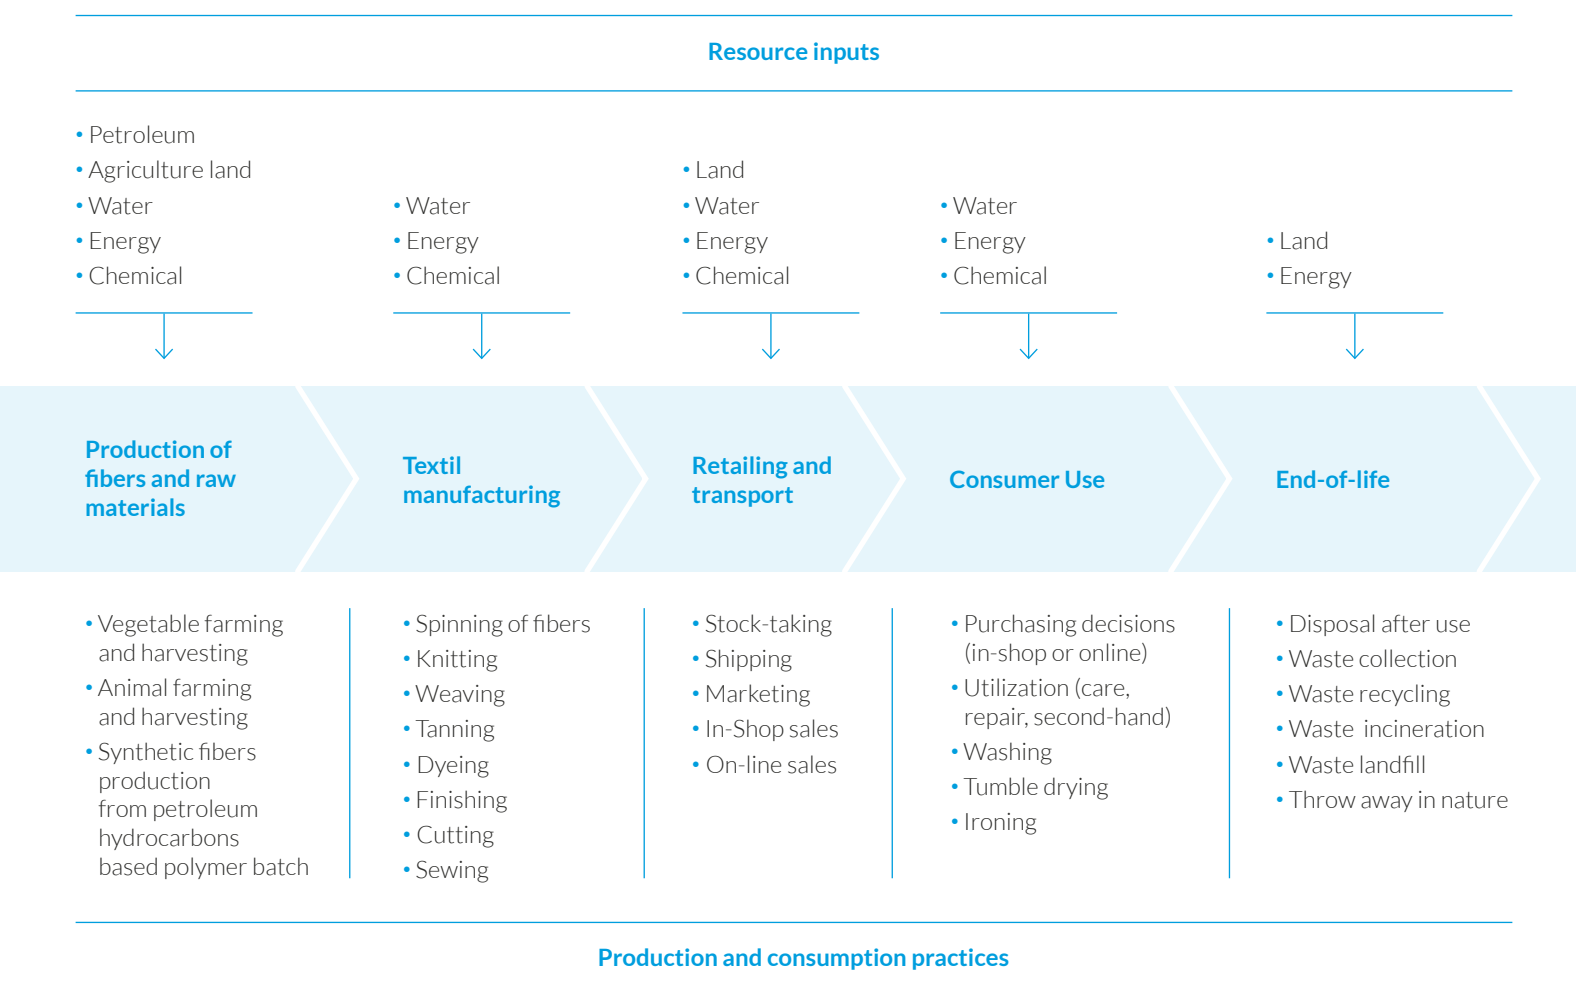 Resource inputs
• Petroleum
• Agriculture land
• Water
• Energy
• Chemical
• Water
• Energy
• Chemical
• Land
• Water
• Energy
• Chemical
• Water
• Energy
• Chemical
• Land
• Energy
Production of
fibers and raw
materials
Textil
manufacturing
Retailing and
transport
Consumer Use
End-of-life
• Vegetable farming
and harvesting
• Animal farming
and harvesting
• Synthetic fibers
production
from petroleum
hydrocarbons
based polymer batch
• Spinning of fibers
• Knitting
• Weaving
• Tanning
• Dyeing
• Finishing
• Cutting
• Sewing
• Stock-taking
• Shipping
• Marketing
• In-Shop sales
• On-line sales
• Purchasing decisions
(in-shop or online)
• Utilization (care,
repair, second-hand)
• Washing
• Tumble drying
• Ironing
• Disposal after use
• Waste collection
• Waste recycling
• Waste incineration
• Waste landfill
• Throw away in nature
Production and consumption practices